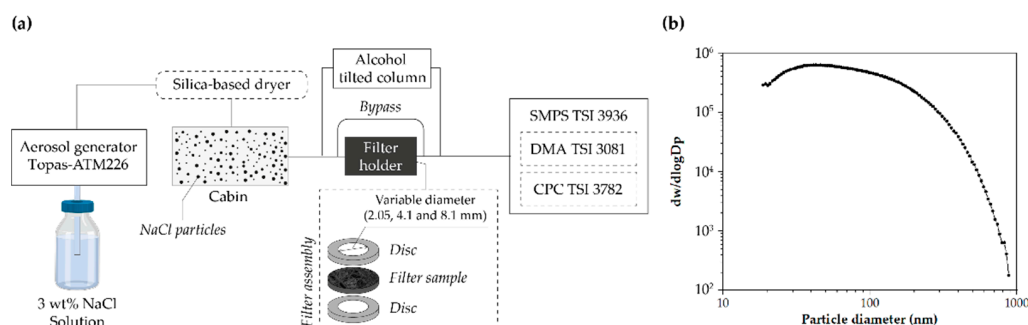 (a)
Alcohol
tilted column
Silica-based dryer
Bypass
Aerosol generator
Topas-ATM226
Filter
holder
SMPS TSI 3936
DMA TSI 3081
CPC TSI 3782
Cabin
NaCl particles
Variable diameter
(2.05, 4.1 and 8.1 mm)
Filter assembly
Disc
Filter sample
Disc
3 wt% NaCl
Solution
(b)
dw/dlogDp
10⁶
10⁵
10⁴
10³
10²
10
100
1000
Particle diameter (nm)